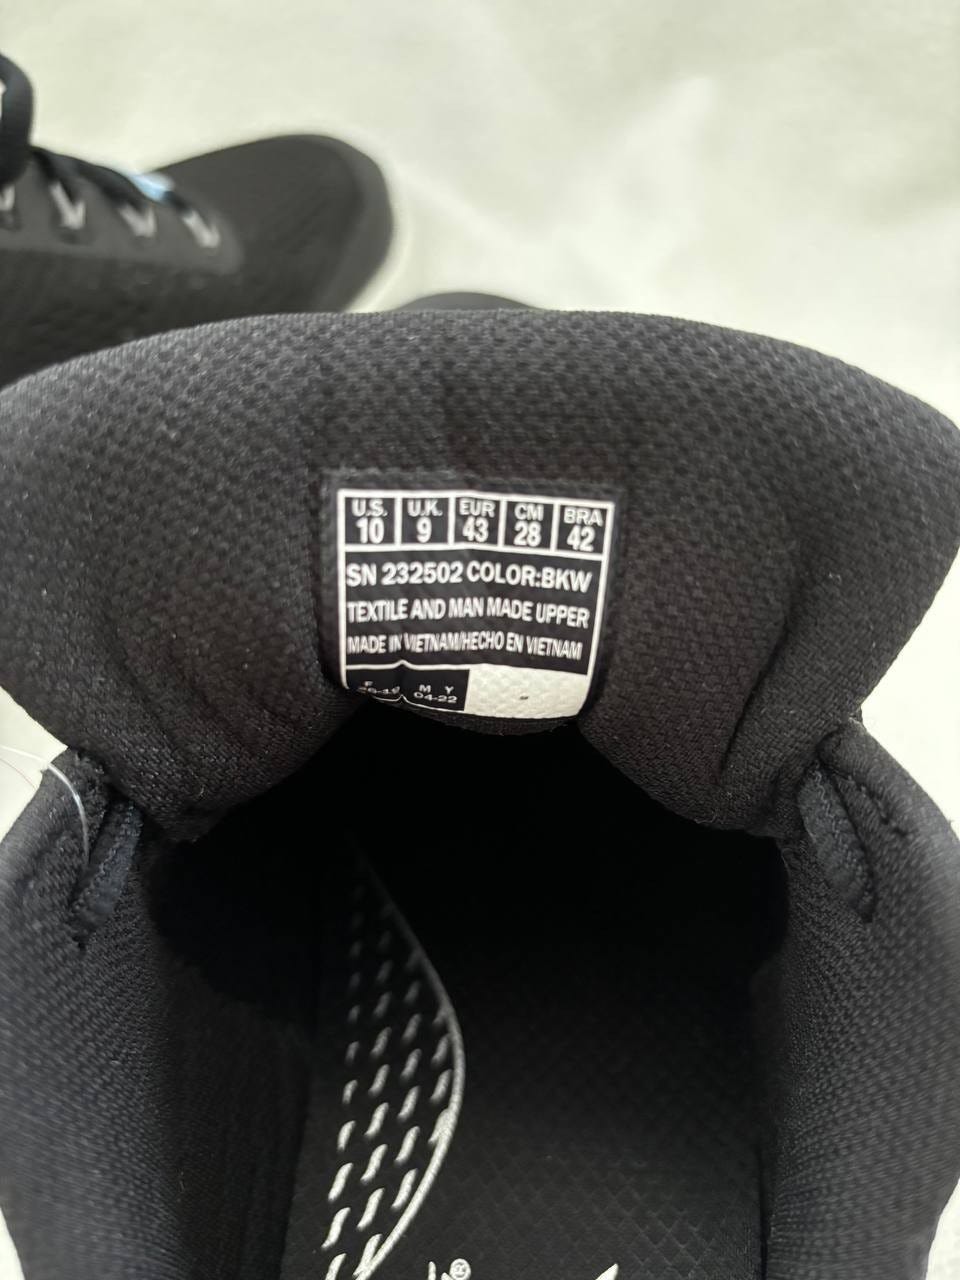 U.S. U.K. EUR CM BRA
10 9 43 28 42
SN 232502 COLOR:BKW
TEXTILE AND MAN MADE UPPER
MADE IN VIETNAM/HECHO EN VIETNAM
F M Y
04-22
®